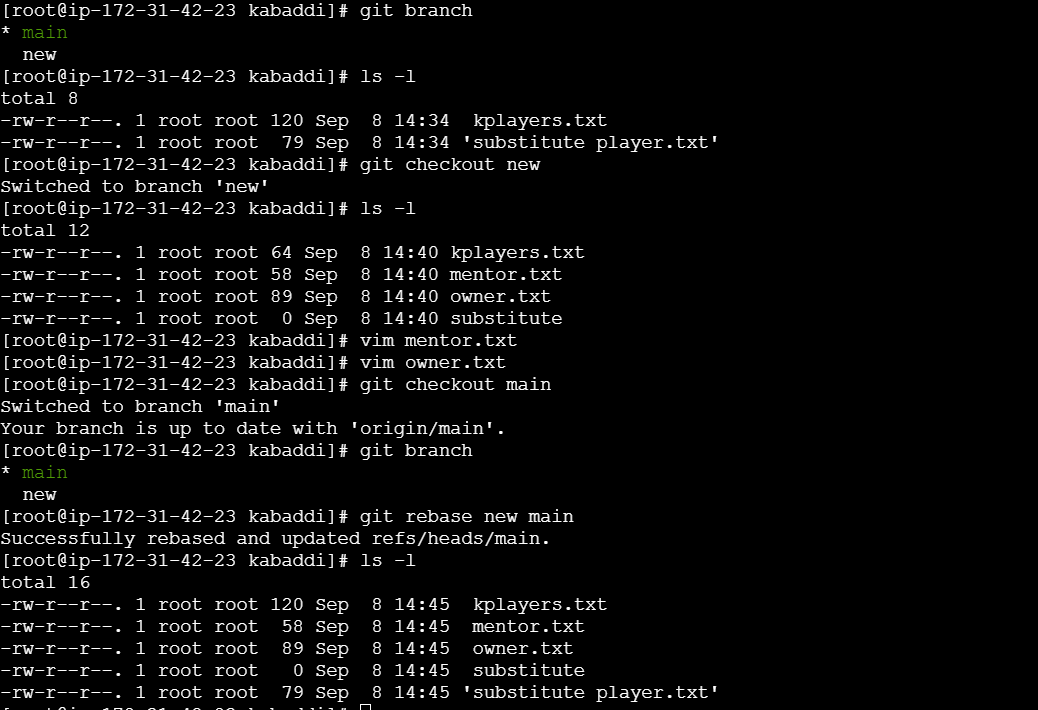 [root@ip-172-31-42-23 kabaddi]# git branch
* main
  new
[root@ip-172-31-42-23 kabaddi]# ls -l
total 8
-rw-r--r--. 1 root root 120 Sep  8 14:34  kplayers.txt
-rw-r--r--. 1 root root  79 Sep  8 14:34 'substitute player.txt'
[root@ip-172-31-42-23 kabaddi]# git checkout new
Switched to branch 'new'
[root@ip-172-31-42-23 kabaddi]# ls -l
total 12
-rw-r--r--. 1 root root 64 Sep  8 14:40 kplayers.txt
-rw-r--r--. 1 root root 58 Sep  8 14:40 mentor.txt
-rw-r--r--. 1 root root 89 Sep  8 14:40 owner.txt
-rw-r--r--. 1 root root  0 Sep  8 14:40 substitute
[root@ip-172-31-42-23 kabaddi]# vim mentor.txt
[root@ip-172-31-42-23 kabaddi]# vim owner.txt
[root@ip-172-31-42-23 kabaddi]# git checkout main
Switched to branch 'main'
Your branch is up to date with 'origin/main'.
[root@ip-172-31-42-23 kabaddi]# git branch
* main
  new
[root@ip-172-31-42-23 kabaddi]# git rebase new main
Successfully rebased and updated refs/heads/main.
[root@ip-172-31-42-23 kabaddi]# ls -l
total 16
-rw-r--r--. 1 root root 120 Sep  8 14:45  kplayers.txt
-rw-r--r--. 1 root root  58 Sep  8 14:45  mentor.txt
-rw-r--r--. 1 root root  89 Sep  8 14:45  owner.txt
-rw-r--r--. 1 root root   0 Sep  8 14:45  substitute
-rw-r--r--. 1 root root  79 Sep  8 14:45 'substitute player.txt'